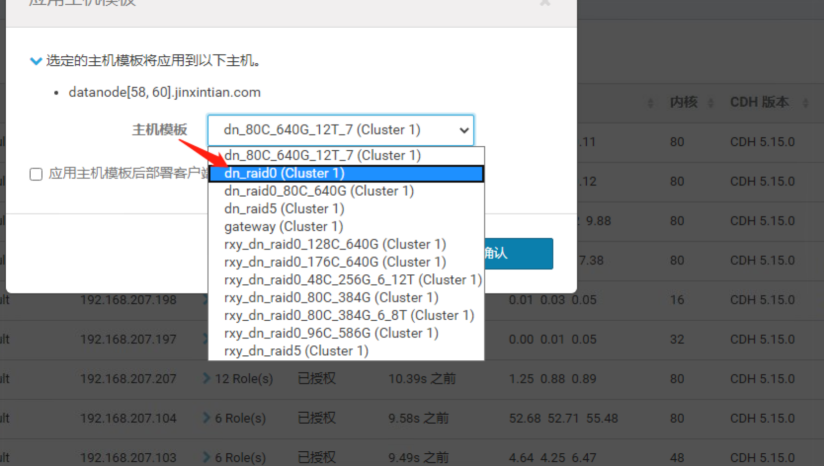 应用主机模板
选定的主机模板将应用到以下主机。
datanode[58, 60].jinxintian.com
主机模板 dn_80C_640G_12T_7 (Cluster 1)
内核 CDH 版本
dn_80C_640G_12T_7 (Cluster 1)
.11 80 CDH 5.15.0
应用主机模板后部署客户端 dn_raid0 (Cluster 1)
.12 80 CDH 5.15.0
dn_raid0_80C_640G (Cluster 1)
dn_raid5 (Cluster 1)
9.88 80 CDH 5.15.0
gateway (Cluster 1)
rxy_dn_raid0_128C_640G (Cluster 1)
确认
rxy_dn_raid0_176C_640G (Cluster 1)
7.38 80 CDH 5.15.0
rxy_dn_raid0_48C_256G_6_12T (Cluster 1)
rxy_dn_raid0_80C_384G (Cluster 1)
ult 192.168.207.198 0.01 0.03 0.05 16 CDH 5.15.0
rxy_dn_raid0_80C_384G_6_8T (Cluster 1)
rxy_dn_raid0_96C_586G (Cluster 1)
ult 192.168.207.197 0.00 0.01 0.05 32 CDH 5.15.0
rxy_dn_raid5 (Cluster 1)
ult 192.168.207.207 12 Role(s) 已授权 10.39s 之前 1.25 0.88 0.89 80 CDH 5.15.0
ult 192.168.207.104 6 Role(s) 已授权 9.58s 之前 52.68 52.71 55.48 80 CDH 5.15.0
ult 192.168.207.103 6 Role(s) 已授权 9.49s 之前 4.64 4.25 6.47 48 CDH 5.15.0